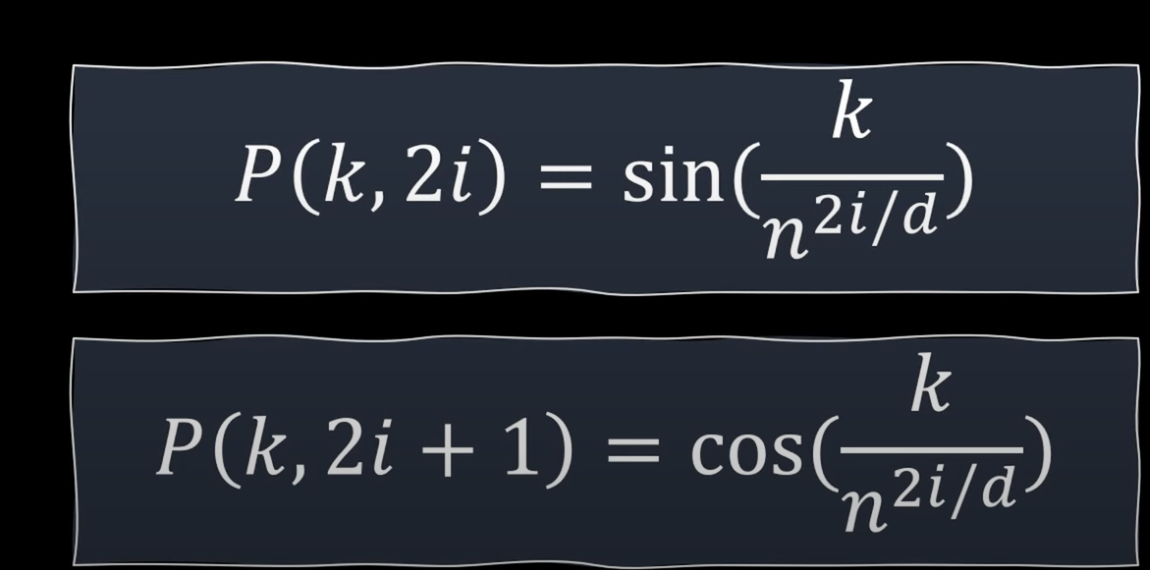 P(k, 2i) = sin(k/n^{2i/d})
P(k, 2i + 1) = cos(k/n^{2i/d})